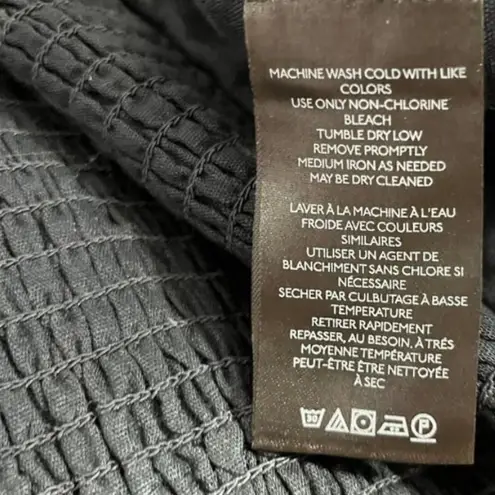 MACHINE WASH COLD WITH LIKE
COLORS
USE ONLY NON-CHLORINE
BLEACH
TUMBLE DRY LOW
REMOVE PROMPTLY
MEDIUM IRON AS NEEDED
MAY BE DRY CLEANED
LAVER À LA MACHINE À L'EAU
FROIDE AVEC COULEURS
SIMILAIRES
UTILISER UN AGENT DE
BLANCHIMENT SANS CHLORE SI
NÉCESSAIRE
SECHER PAR CULBUTAGE À BASSE
TEMPERATURE
RETIRER RAPIDEMENT
REPASSER, AU BESOIN, À TRÉS
MOYENNE TEMPÉRATURE
PEUT-ÊTRE ÊTRE NETTOYÉE
À SEC
30 P